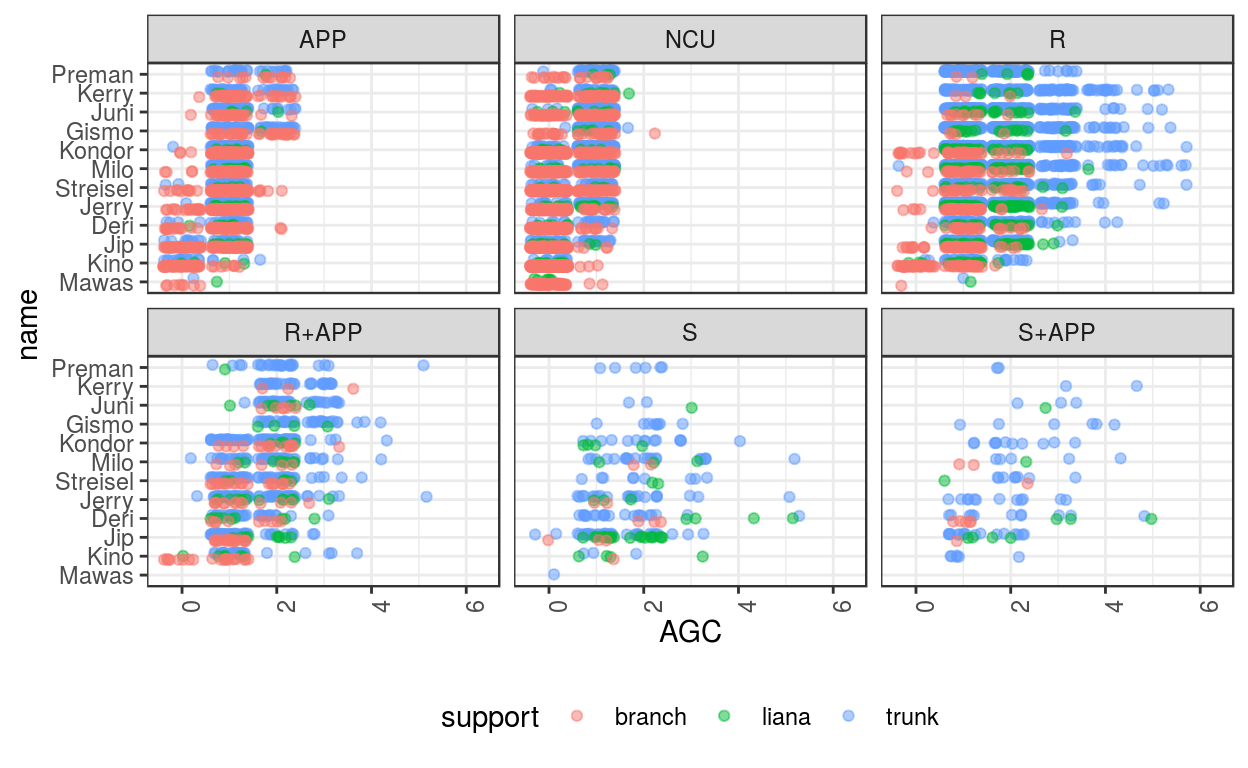 APP NCU R
Preman
Kerry
Juni
Gismo
Kondor
Milo
Streisel
Jerry
Deri
Jip
Kino
Mawas
R+APP S S+APP
Preman
Kerry
Juni
Gismo
Kondor
Milo
Streisel
Jerry
Deri
Jip
Kino
Mawas
name
0 2 4 6 0 2 4 6 0 2 4 6
AGC
support branch liana trunk